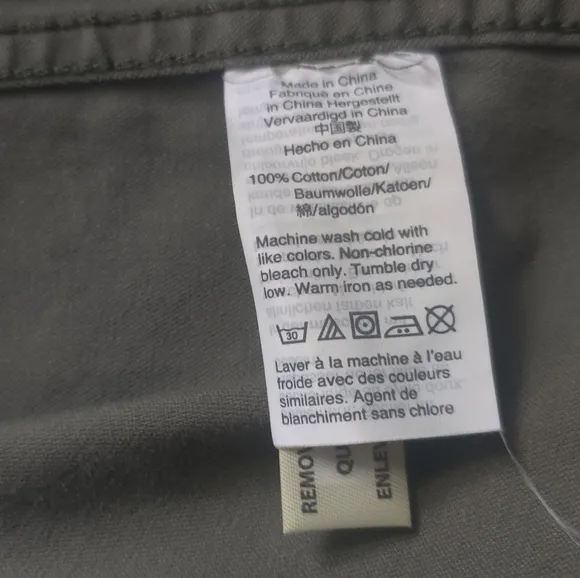 Made in China
Fabriqué en Chine
in China Hergestellt
Vervaardigd in China
中国製
Hecho en China
100% Cotton/Coton/
Baumwolle/Katoen/
綿/algodón
Machine wash cold with
like colors. Non-chlorine
bleach only. Tumble dry
low. Warm iron as needed.
30
Laver à la machine à l'eau
froide avec des couleurs
similaires. Agent de
blanchiment sans chlore
REMOV
QU
ENLEV